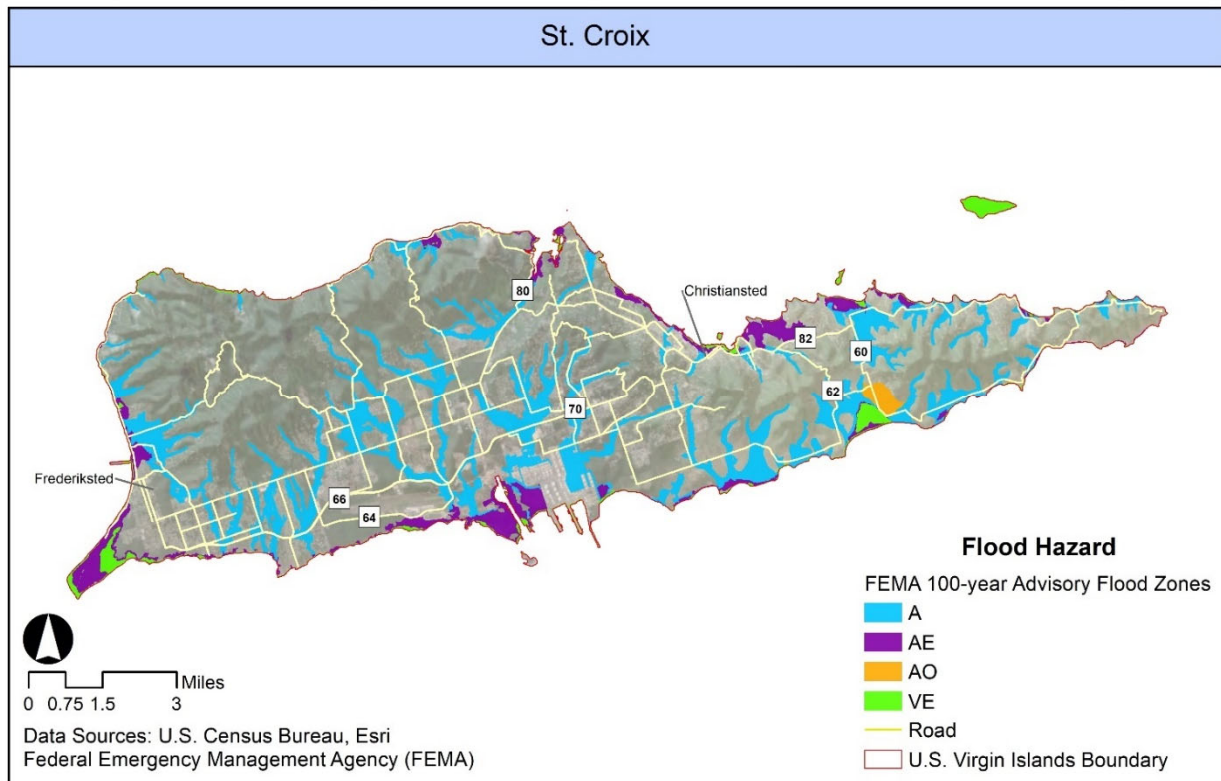 St. Croix
80
Christiansted
82
60
62
70
Frederiksted
66
64
Flood Hazard
FEMA 100-year Advisory Flood Zones
A
AE
AO
VE
Road
U.S. Virgin Islands Boundary
Miles
0 0.75 1.5 3
Data Sources: U.S. Census Bureau, Esri
Federal Emergency Management Agency (FEMA)